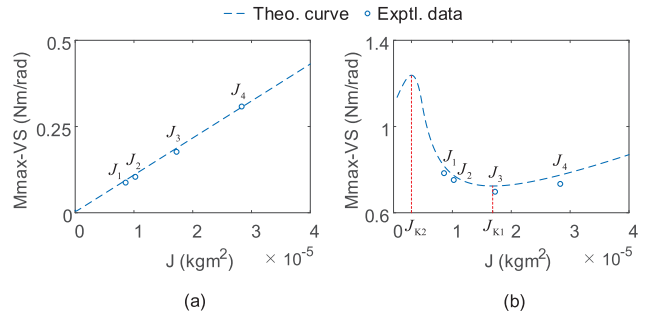 Theo. curve Exptl. data
Mmax-VS (Nm/rad)
0.5
0.25
0
J1 J2 J3 J4
0 1 2 3 4
J (kgm²) × 10⁻⁵
(a)
Mmax-VS (Nm/rad)
1.4
1
0.6
J1 J2 J3 J4
0 JK2 1 JK1 2 3 4
J (kgm²) × 10⁻⁵
(b)